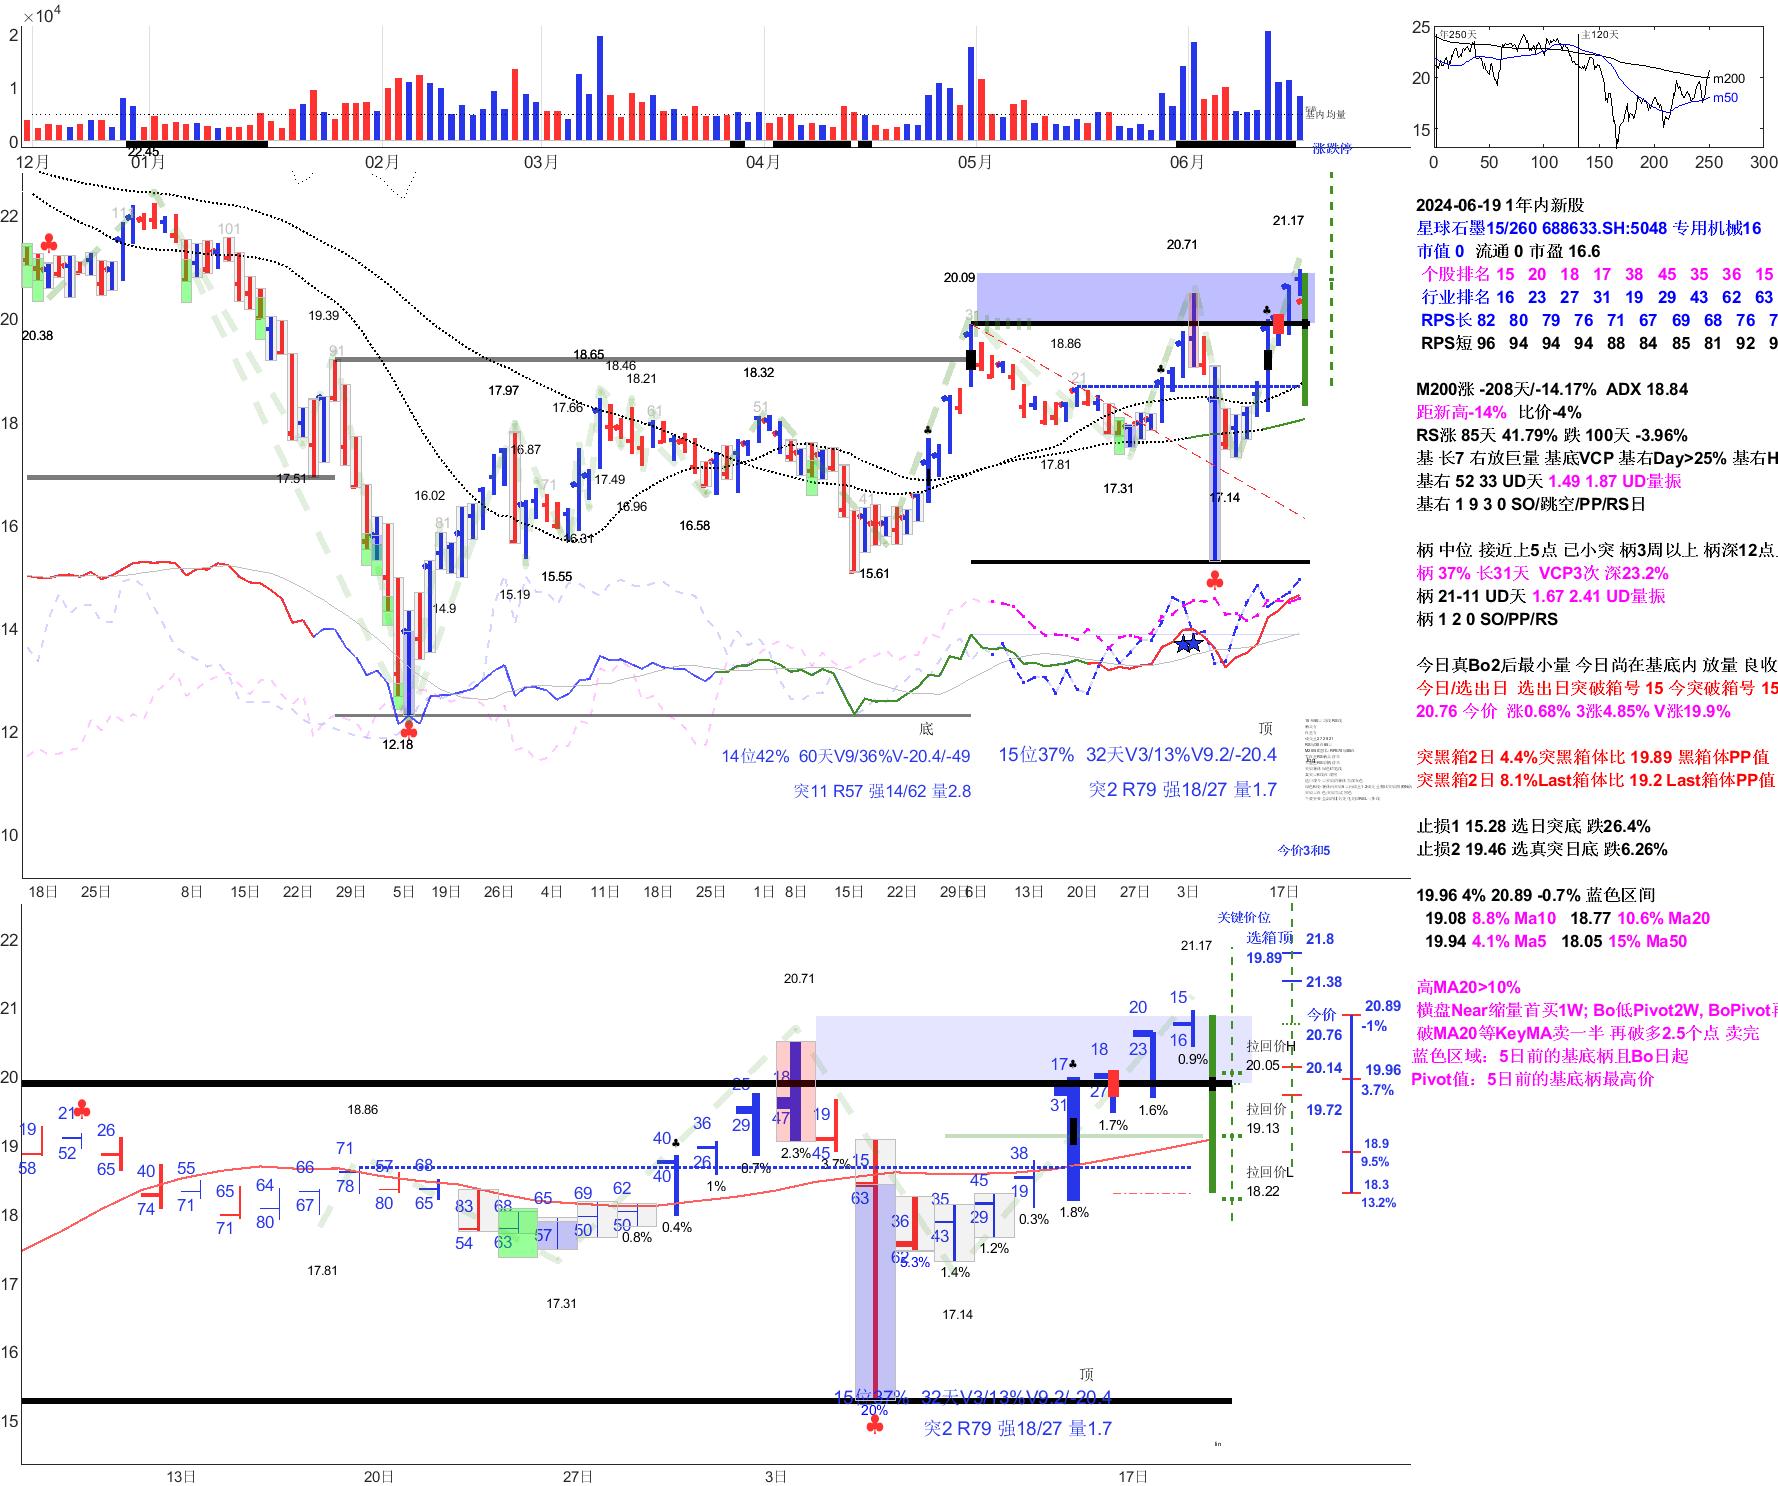 ×10⁴
2
1
0
基内均量
涨跌停
22.45
12月 01月 02月 03月 04月 05月 06月
25
20
15
年250天
主120天
m200
m50
0 50 100 150 200 250 300
22
20
18
16
14
12
10
111
101
91
31
21
51
61
71
81
41
20.38
19.39
17.51
18.65
18.46
18.21
17.97
17.66
18.32
16.87
17.49
16.02
16.96
16.31
16.58
15.55
15.19
14.9
12.18
15.61
20.09
18.86
17.81
17.31
20.71
17.14
21.17
底
14位42% 60天V9/36%V-20.4/-49
突11 R57 强14/62 量2.8
顶
15位37% 32天V3/13%V9.2/-20.4
突2 R79 强18/27 量1.7
今价3和5
18日 25日 8日 15日 22日 29日 5日 19日 26日 4日 11日 18日 25日 1日 8日 15日 22日 29日 6日 13日 20日 27日 3日 17日
2024-06-19 1年内新股
星球石墨15/260 688633.SH:5048 专用机械16
市值 0 流通 0 市盈 16.6
个股排名 15 20 18 17 38 45 35 36 15
行业排名 16 23 27 31 19 29 43 62 63
RPS长 82 80 79 76 71 67 69 68 76 7
RPS短 96 94 94 94 88 84 85 81 92 9
M200涨 -208天/-14.17% ADX 18.84
距新高-14% 比价-4%
RS涨 85天 41.79% 跌 100天 -3.96%
基 长7 右放巨量 基底VCP 基右Day>25% 基右H
基右 52 33 UD天 1.49 1.87 UD量振
基右 1 9 3 0 SO/跳空/PP/RS日
柄 中位 接近上5点 己小突 柄3周以上 柄深12点
柄 37% 长31天 VCP3次 深23.2%
柄 21-11 UD天 1.67 2.41 UD量振
柄 1 2 0 SO/PP/RS
今日真Bo2后最小量 今日尚在基底内 放量 良收
今日/选出日 选出日突破箱号 15 今突破箱号 15
20.76 今价 涨0.68% 3涨4.85% V涨19.9%
突黑箱2日 4.4%突黑箱体比 19.89 黑箱体PP值
突黑箱2日 8.1%Last箱体比 19.2 Last箱体PP值
止损1 15.28 选日突底 跌26.4%
止损2 19.46 选真突日底 跌6.26%
19.96 4% 20.89 -0.7% 蓝色区间
19.08 8.8% Ma10 18.77 10.6% Ma20
19.94 4.1% Ma5 18.05 15% Ma50
高MA20>10%
横盘Near缩量首买1W; Bo低Pivot2W, BoPivot再
破MA20等KeyMA卖一半 再破多2.5个点 卖完
蓝色区域：5日前的基底柄且Bo日起
Pivot值：5日前的基底柄最高价
22
21
20
19
18
17
16
15
19
58
21
52
26
65
40
74
55
71
65
71
64
80
66
67
71
78
57
80
68
65
83
54
68
63
65
57
69
50
62
50
0.8%
40
40
0.4%
36
26
1%
25
29
0.7%
18
47
2.3%
19
45
3.7%
15
63
20%
36
62
5.3%
35
43
1.4%
45
29
1.2%
38
19
0.3%
17
31
1.8%
18
27
1.7%
20
23
1.6%
15
16
0.9%
18.86
17.81
17.31
20.71
17.14
21.17
顶
15位37% 32天V3/13%V9.2/-20.4
突2 R79 强18/27 量1.7
关键价位
选箱顶
19.89
21.8
21.38
今价
20.76
拉回价H
20.05
20.14
拉回价
19.13
19.72
拉回价L
18.22
20.89
-1%
19.96
3.7%
18.9
9.5%
18.3
13.2%
13日 20日 27日 3日 17日